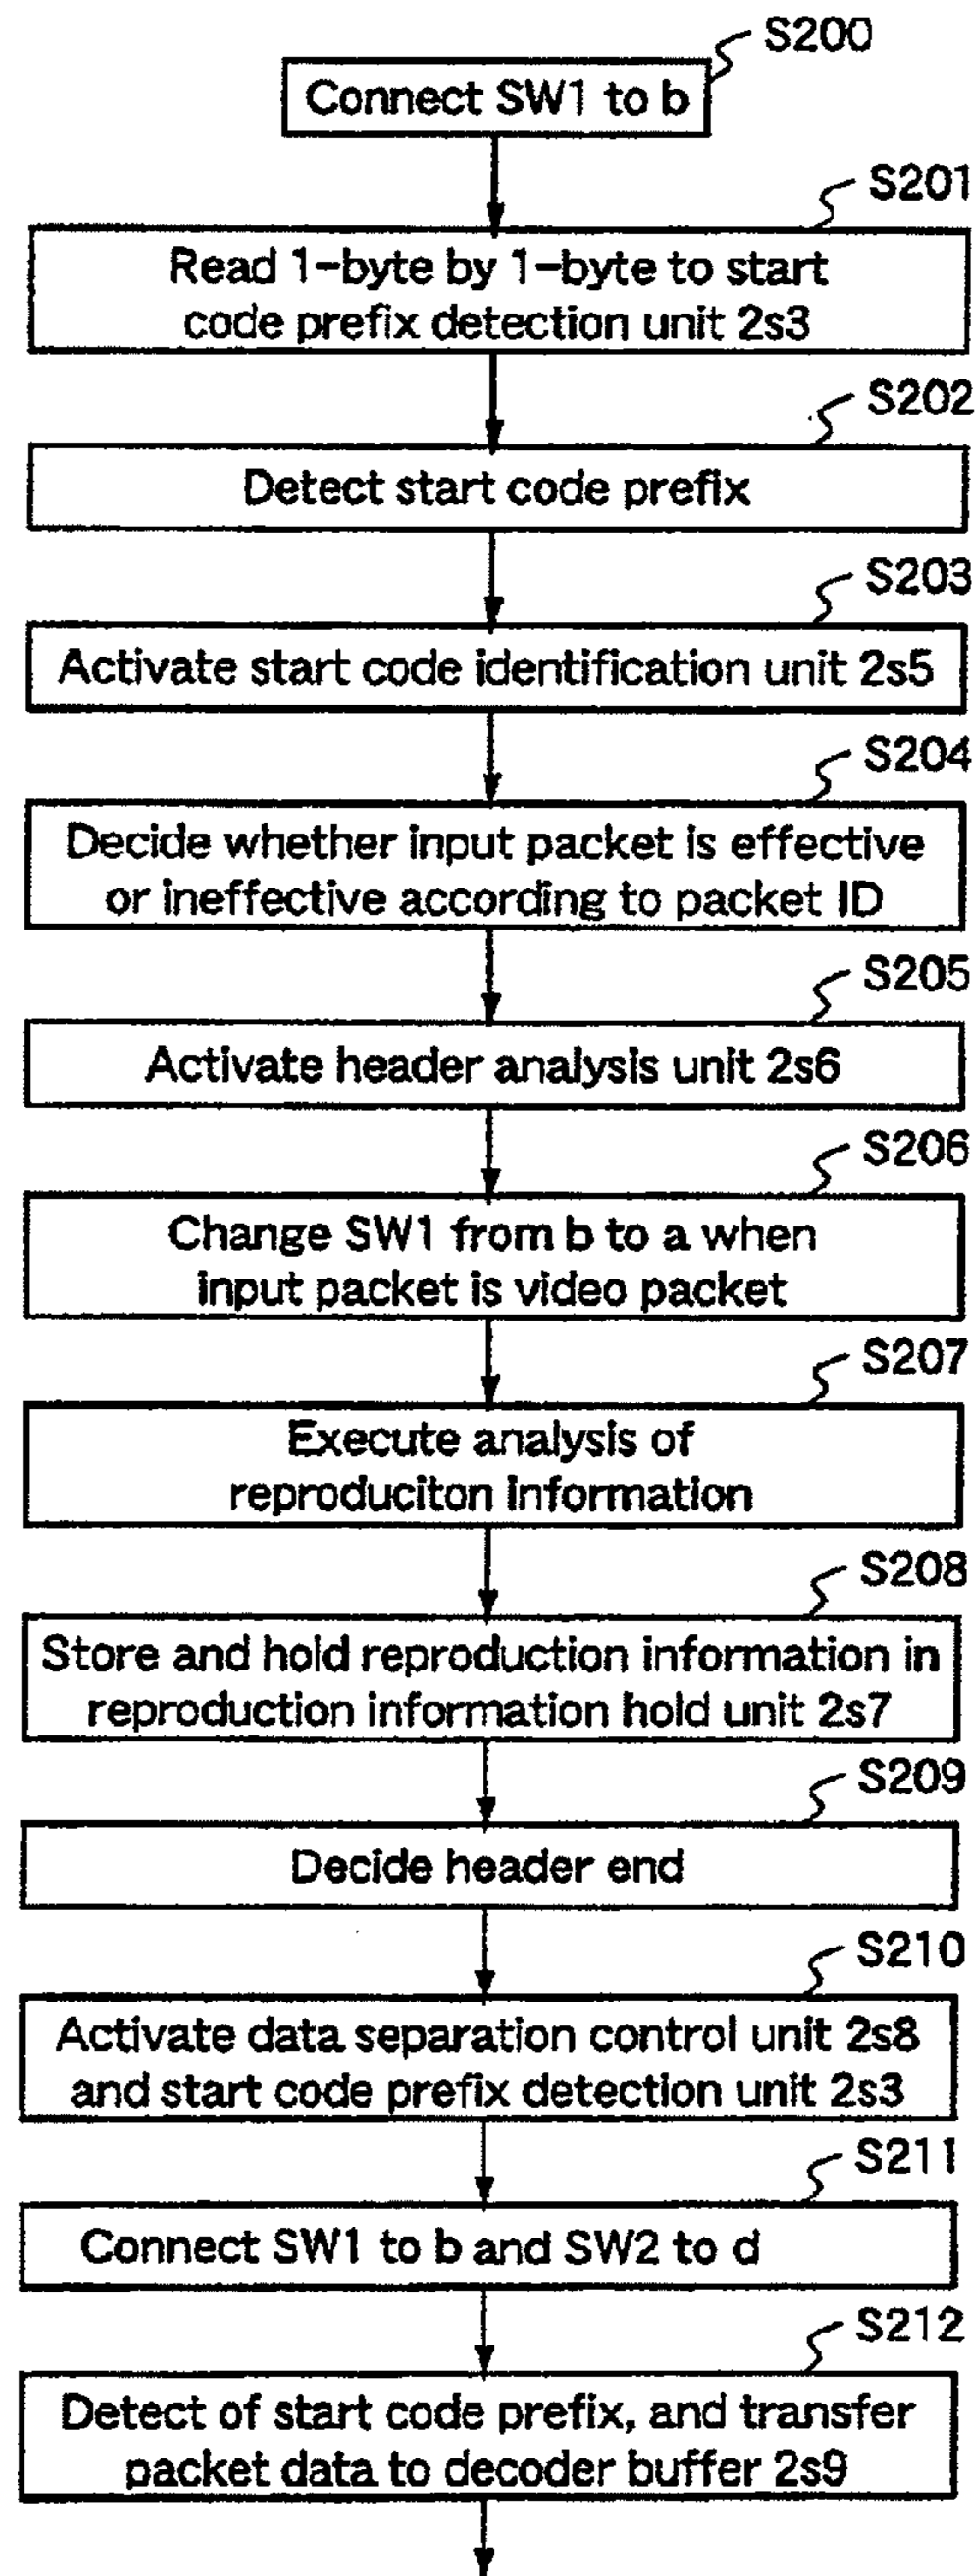 S200
Connect SW1 to b
S201
Read 1-byte by 1-byte to start
code prefix detection unit 2s3
S202
Detect start code prefix
S203
Activate start code identification unit 2s5
S204
Decide whether input packet is effective
or ineffective according to packet ID
S205
Activate header analysis unit 2s6
S206
Change SW1 from b to a when
input packet is video packet
S207
Execute analysis of
reproduciton information
S208
Store and hold reproduction information in
reproduction information hold unit 2s7
S209
Decide header end
S210
Activate data separation control unit 2s8
and start code prefix detection unit 2s3
S211
Connect SW1 to b and SW2 to d
S212
Detect of start code prefix, and transfer
packet data to decoder buffer 2s9